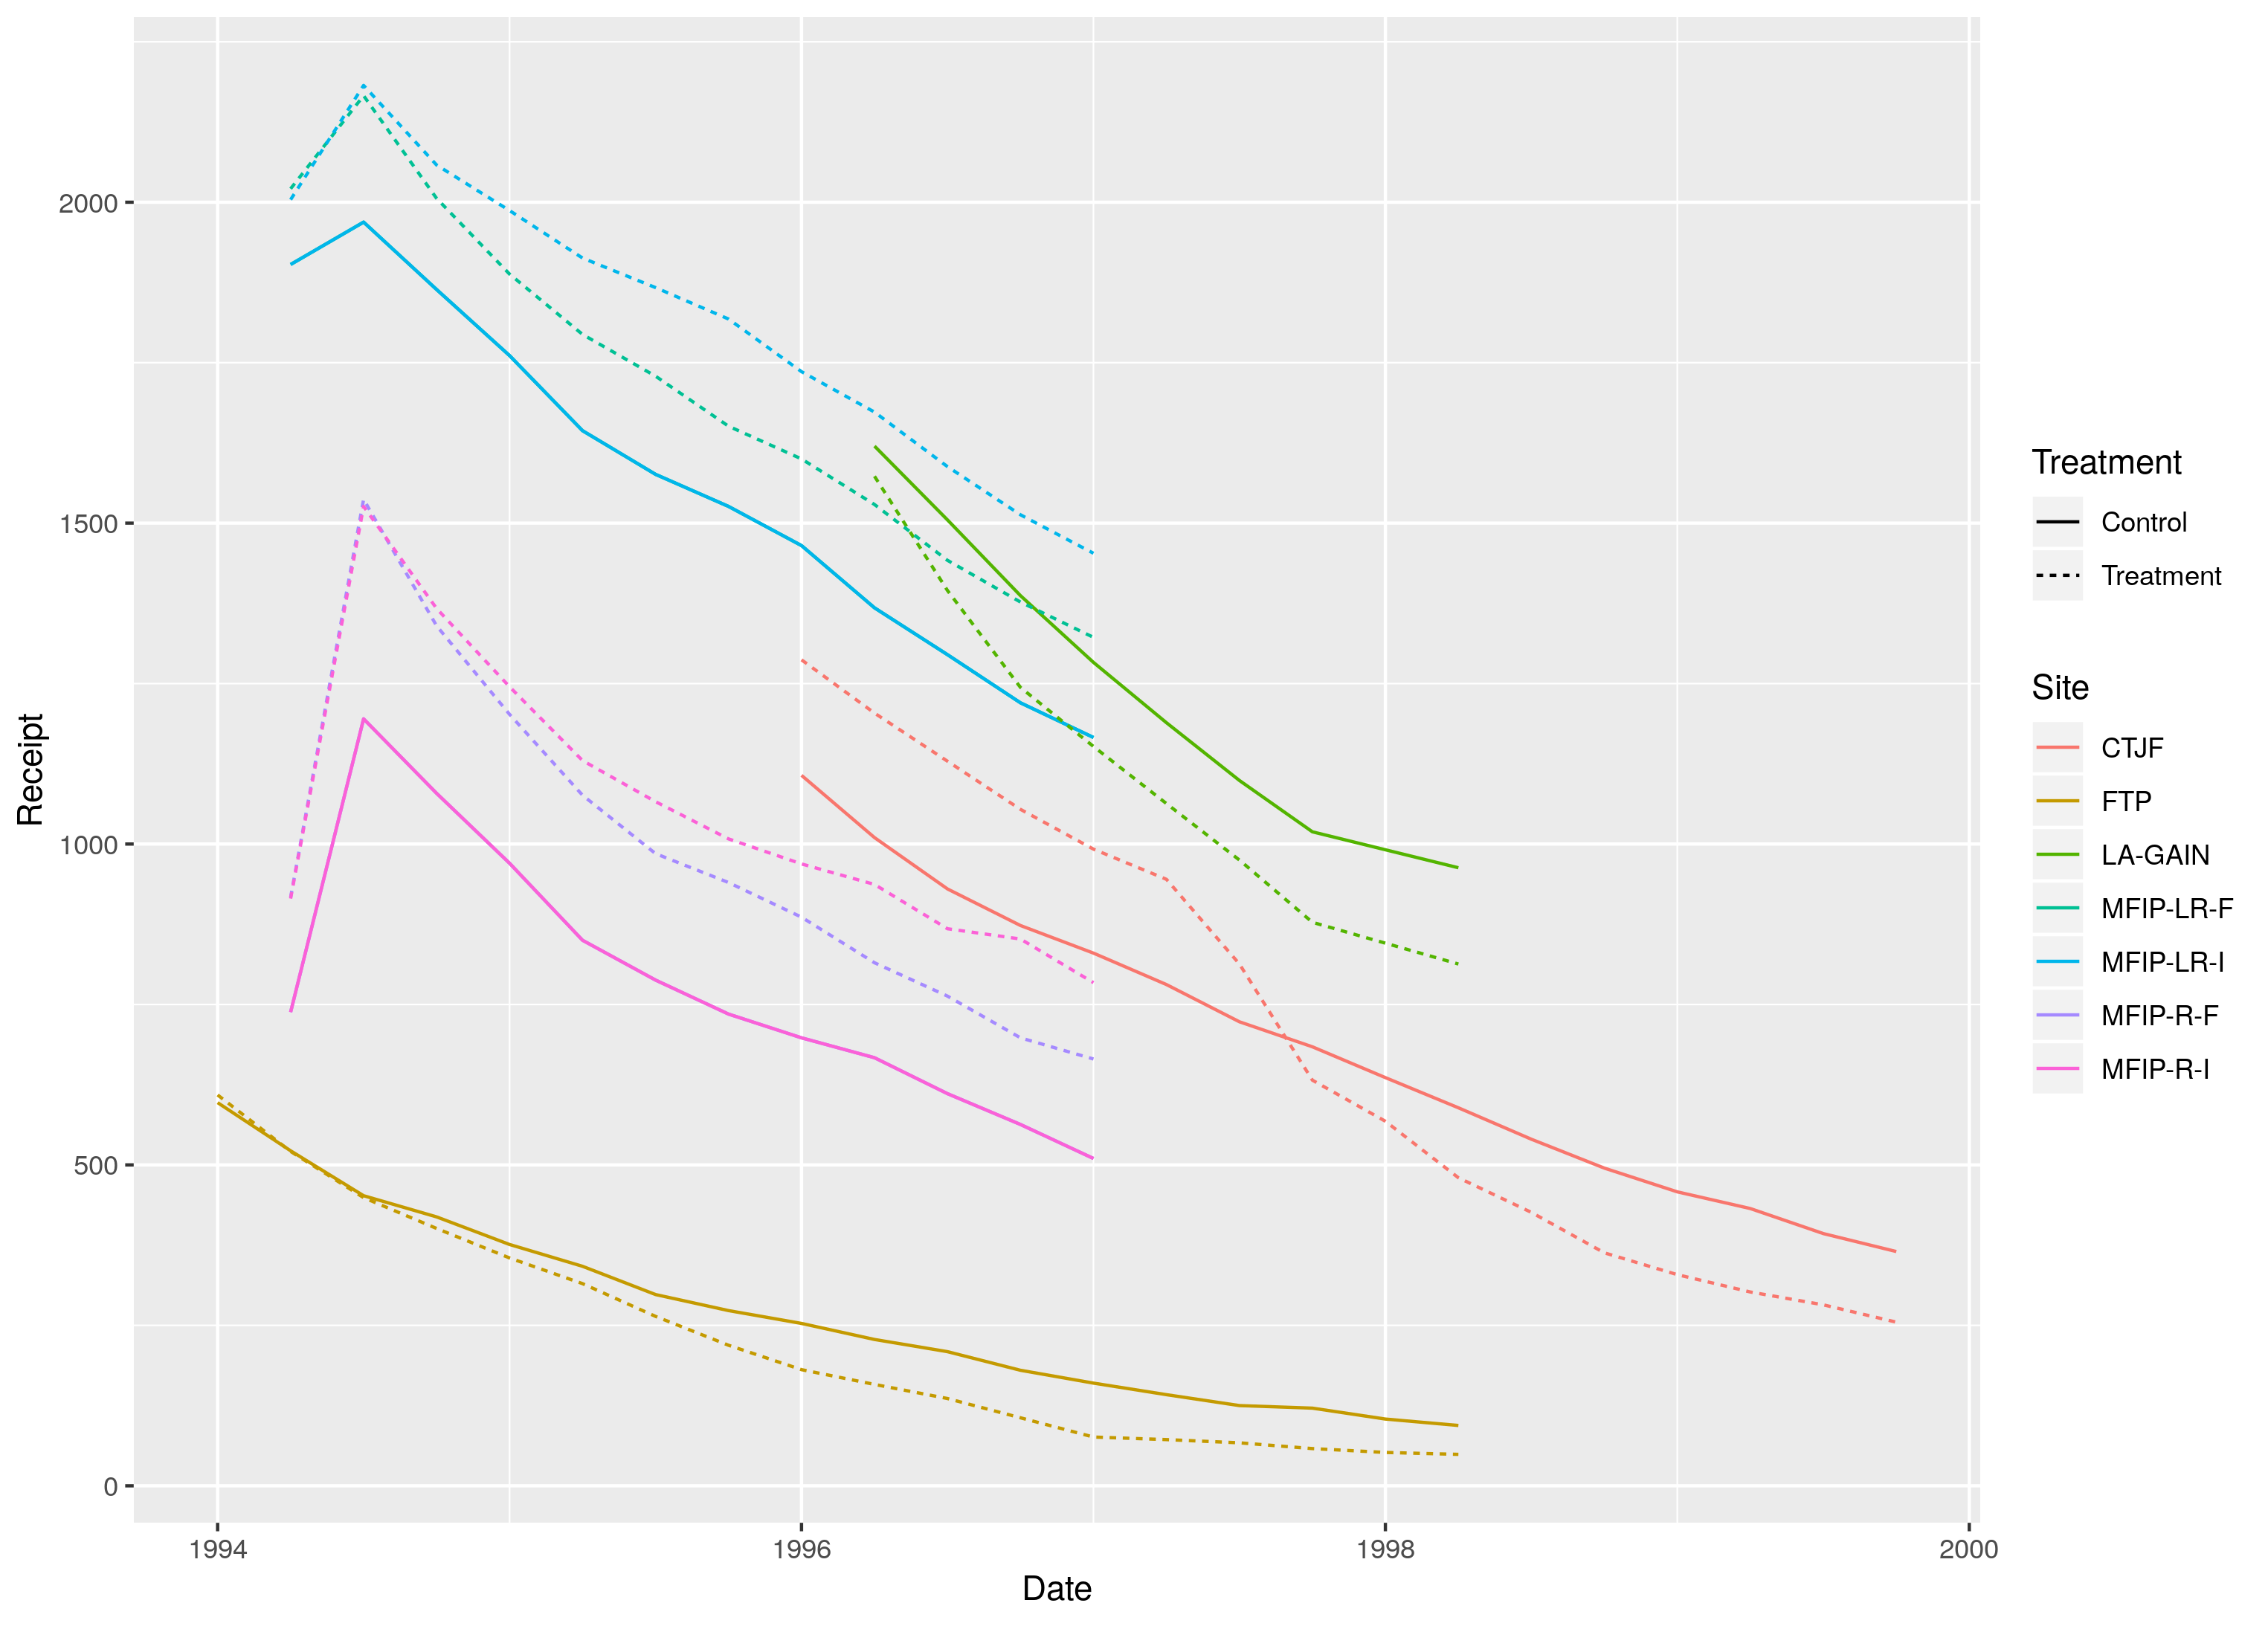 2000
1500
1000
500
0
Receipt
1994
1996
1998
2000
Date
Treatment
Control
Treatment
Site
CTJF
FTP
LA-GAIN
MFIP-LR-F
MFIP-LR-I
MFIP-R-F
MFIP-R-I